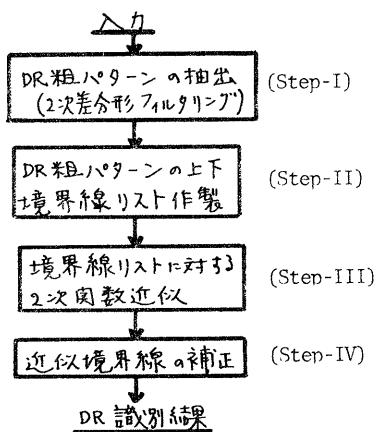 入力
DR粗パターンの抽出
(2次差分形フィルタリング)
(Step-I)
DR粗パターンの上下
境界線リスト作製
(Step-II)
境界線リストに対する
2次関数近似
(Step-III)
近似境界線の補正
(Step-IV)
DR 識別結果